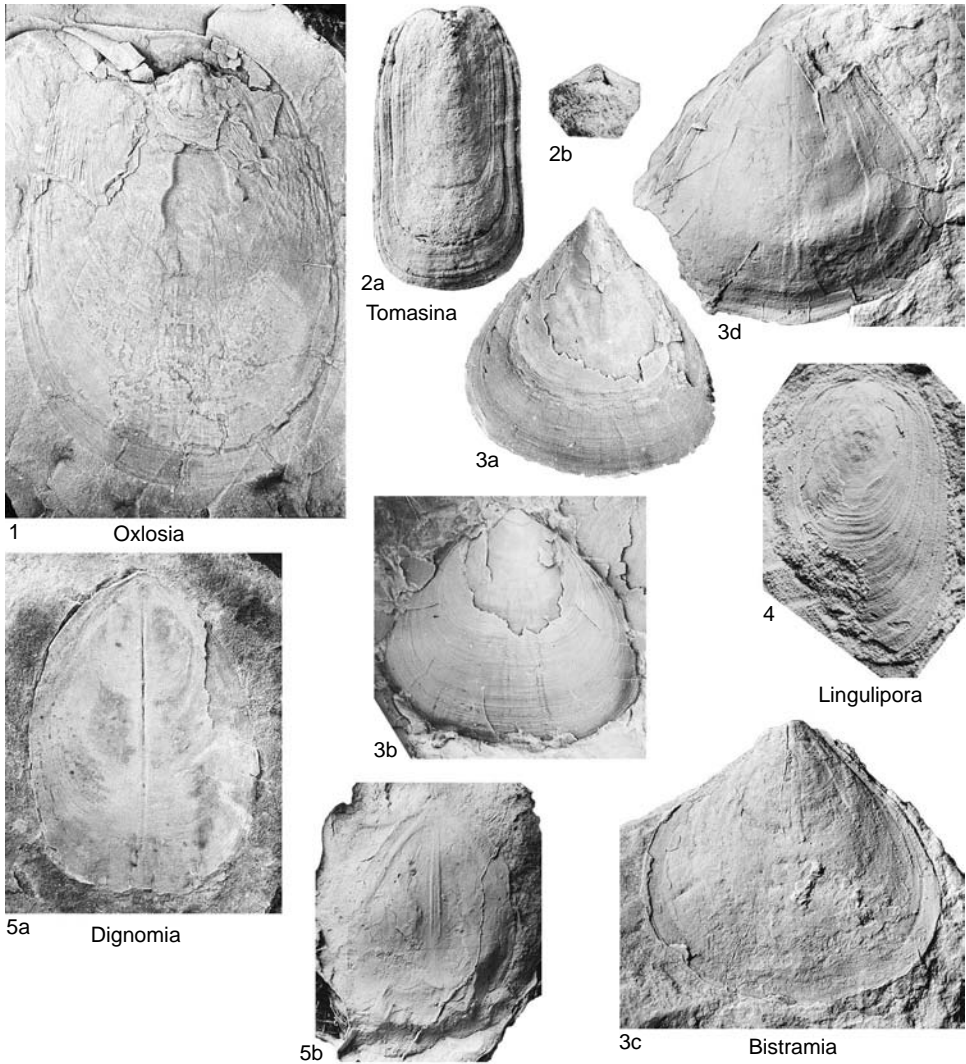 2b
2a
Tomasina
3d
3a
1 Oxlosia
4
Lingulipora
3b
5a
Dignomia
5b
3c
Bistramia